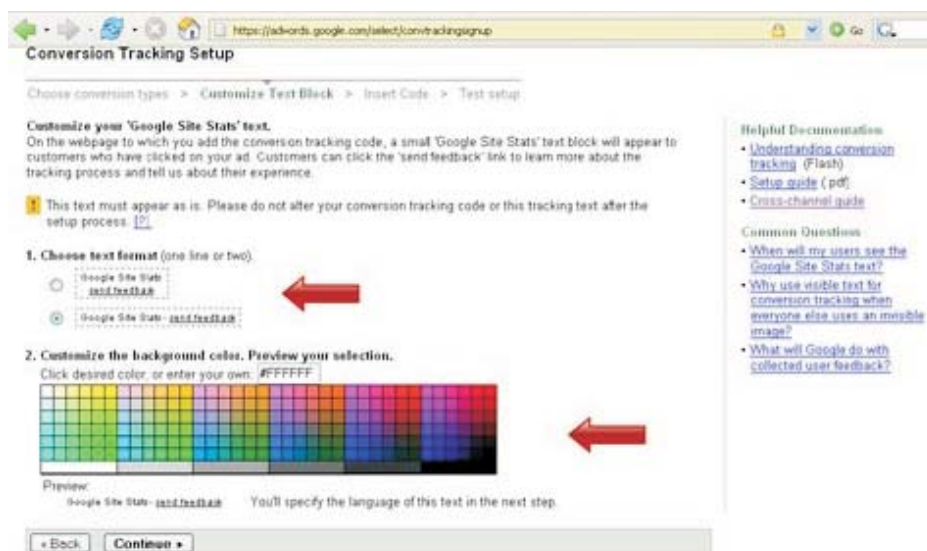 https://adwords.google.com/select/convtrackingsignup
Go
G
Conversion Tracking Setup
Choose conversion types > Customize Text Block > Insert Code > Test setup
Customize your 'Google Site Stats' text.
On the webpage to which you add the conversion tracking code, a small 'Google Site Stats' text block will appear to
customers who have clicked on your ad. Customers can click the 'send feedback' link to learn more about the
tracking process and tell us about their experience.
! This text must appear as is. Please do not alter your conversion tracking code or this tracking text after the
setup process. [?]
1. Choose text format (one line or two).
Google Site Stats
send feedback
Google Site Stats - send feedback
2. Customize the background color. Preview your selection.
Click desired color, or enter your own: #FFFFFF
Preview:
Google Site Stats - send feedback You'll specify the language of this text in the next step.
« Back Continue »
Helpful Documentation
• Understanding conversion
tracking (Flash)
• Setup guide (.pdf)
• Cross-channel guide
Common Questions
• When will my users see the
Google Site Stats text?
• Why use visible text for
conversion tracking when
everyone else uses an invisible
image?
• What will Google do with
collected user feedback?